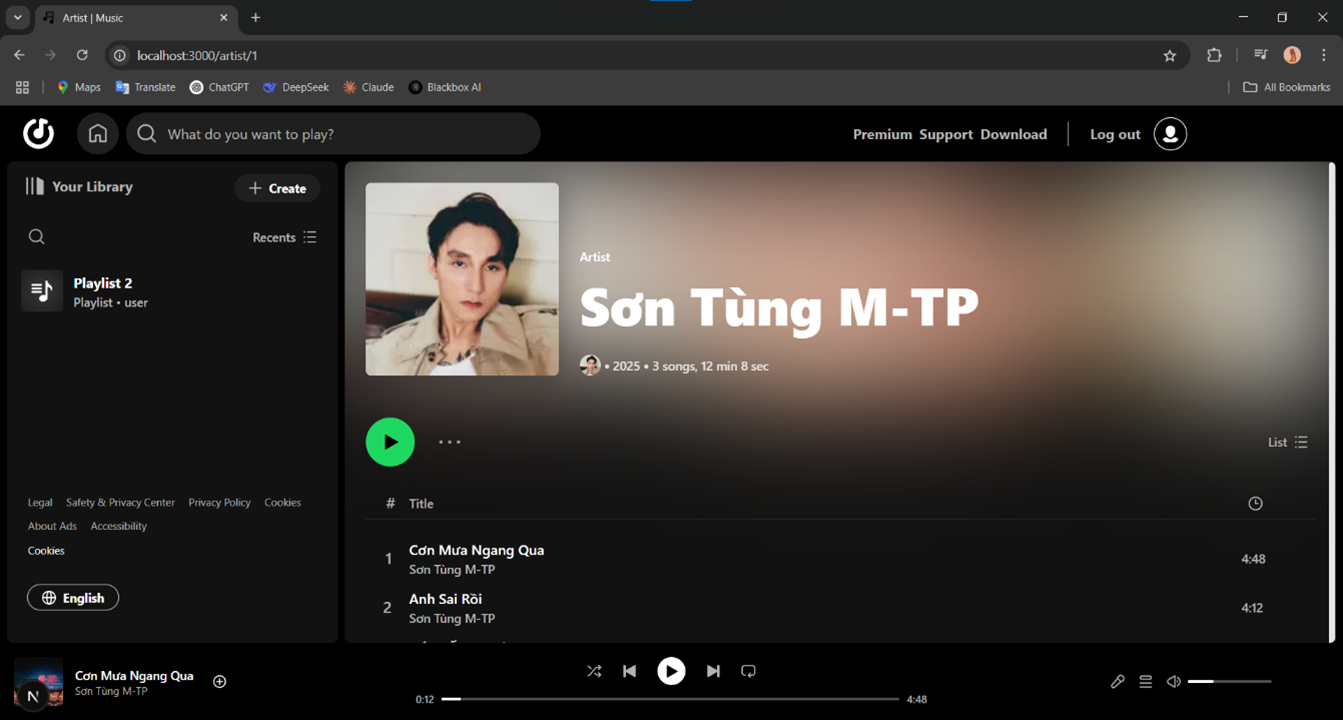 Artist | Music
localhost:3000/artist/1
Maps Translate ChatGPT DeepSeek Claude Blackbox AI All Bookmarks
What do you want to play?
Premium Support Download Log out
Your Library
Create
Recents
Playlist 2
Playlist • user
Legal Safety & Privacy Center Privacy Policy Cookies
About Ads Accessibility
Cookies
English
Artist
Sơn Tùng M-TP
• 2025 • 3 songs, 12 min 8 sec
List
# Title
1 Cơn Mưa Ngang Qua 4:48
Sơn Tùng M-TP
2 Anh Sai Rồi 4:12
Sơn Tùng M-TP
Cơn Mưa Ngang Qua
Sơn Tùng M-TP
N
0:12 4:48